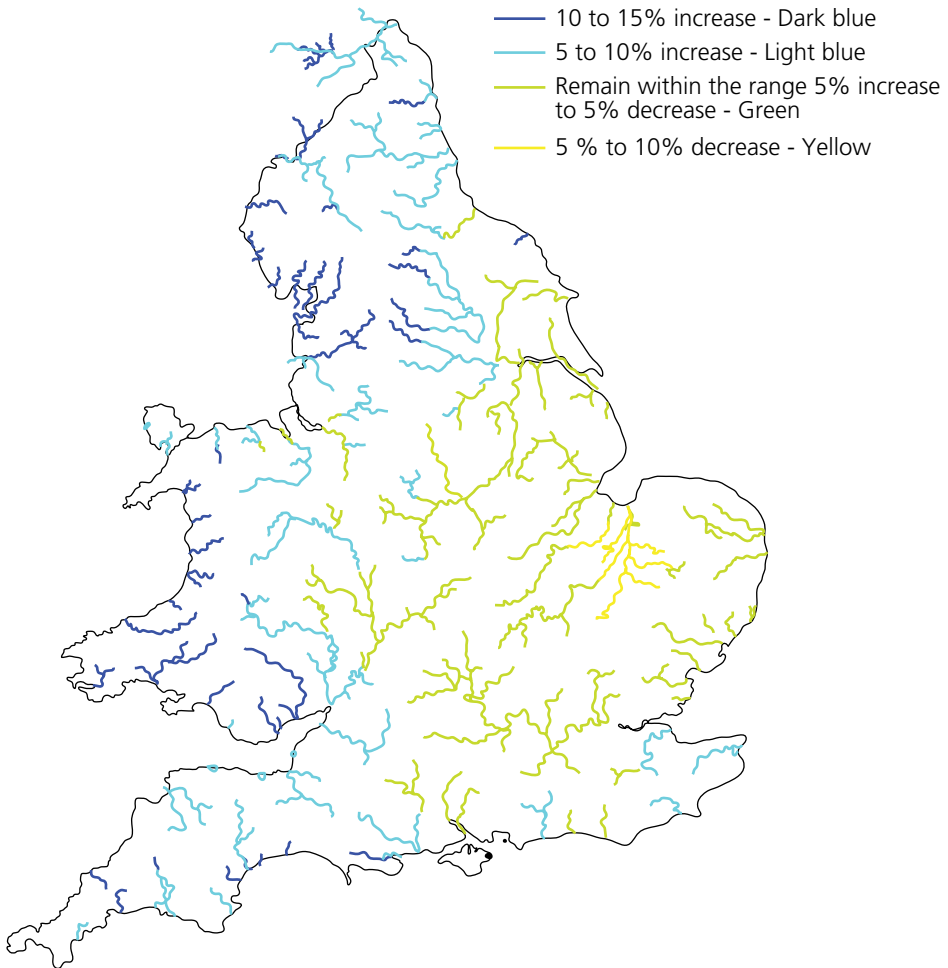 10 to 15% increase - Dark blue
5 to 10% increase - Light blue
Remain within the range 5% increase
to 5% decrease - Green
5 % to 10% decrease - Yellow